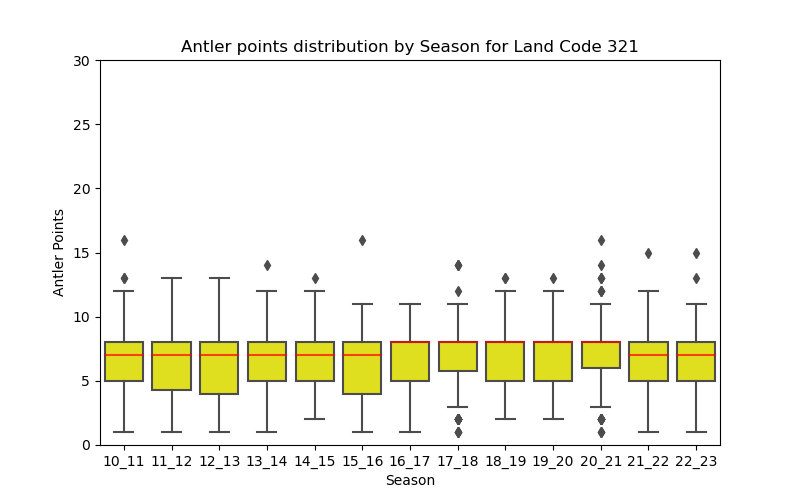 Antler points distribution by Season for Land Code 321
30
25
20
15
10
5
0
Antler Points
10_11 11_12 12_13 13_14 14_15 15_16 16_17 17_18 18_19 19_20 20_21 21_22 22_23
Season